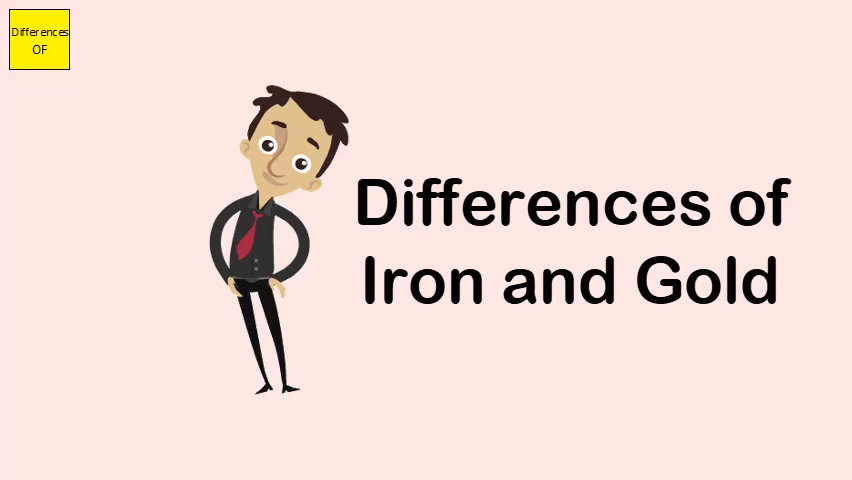 Differences
OF
Differences of
Iron and Gold